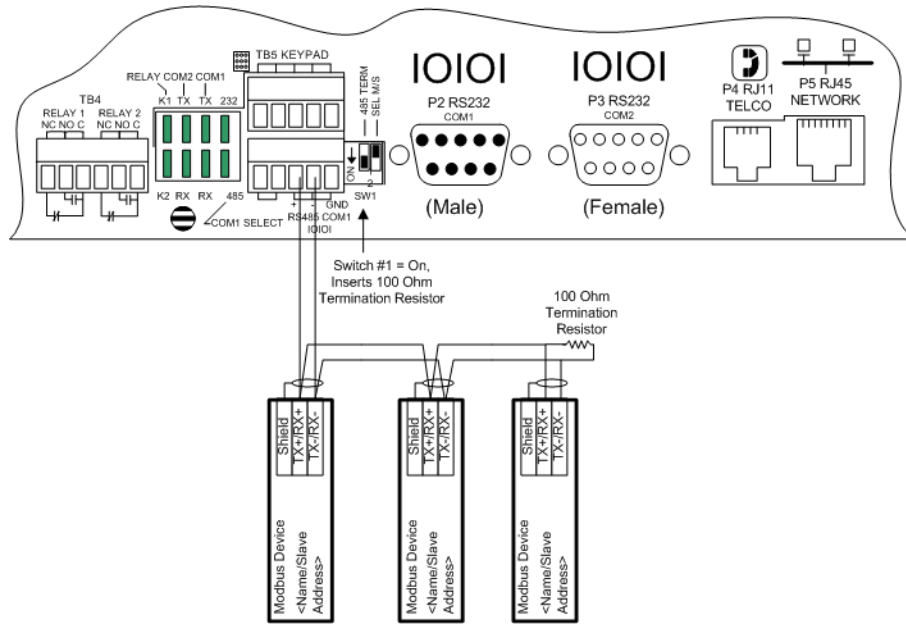 TB5 KEYPAD
IOIOI
IOIOI
P4 RJ11
TELCO
P5 RJ45
NETWORK
P2 RS232
COM1
P3 RS232
COM2
485 TERM
SEL M/S
RELAY COM2 COM1
K1 TX TX 232
TB4
RELAY 1 RELAY 2
NC NO C NC NO C
ON
2
SW1
K2 RX RX 485
COM1 SELECT
+ - GND
RS485 COM1
IOIOI
(Male)
(Female)
Switch #1 = On,
Inserts 100 Ohm
Termination Resistor
100 Ohm
Termination
Resistor
Shield
TX+/RX+
TX-/RX-
Modbus Device
<Name/Slave
Address>
Shield
TX+/RX+
TX-/RX-
Modbus Device
<Name/Slave
Address>
Shield
TX+/RX+
TX-/RX-
Modbus Device
<Name/Slave
Address>